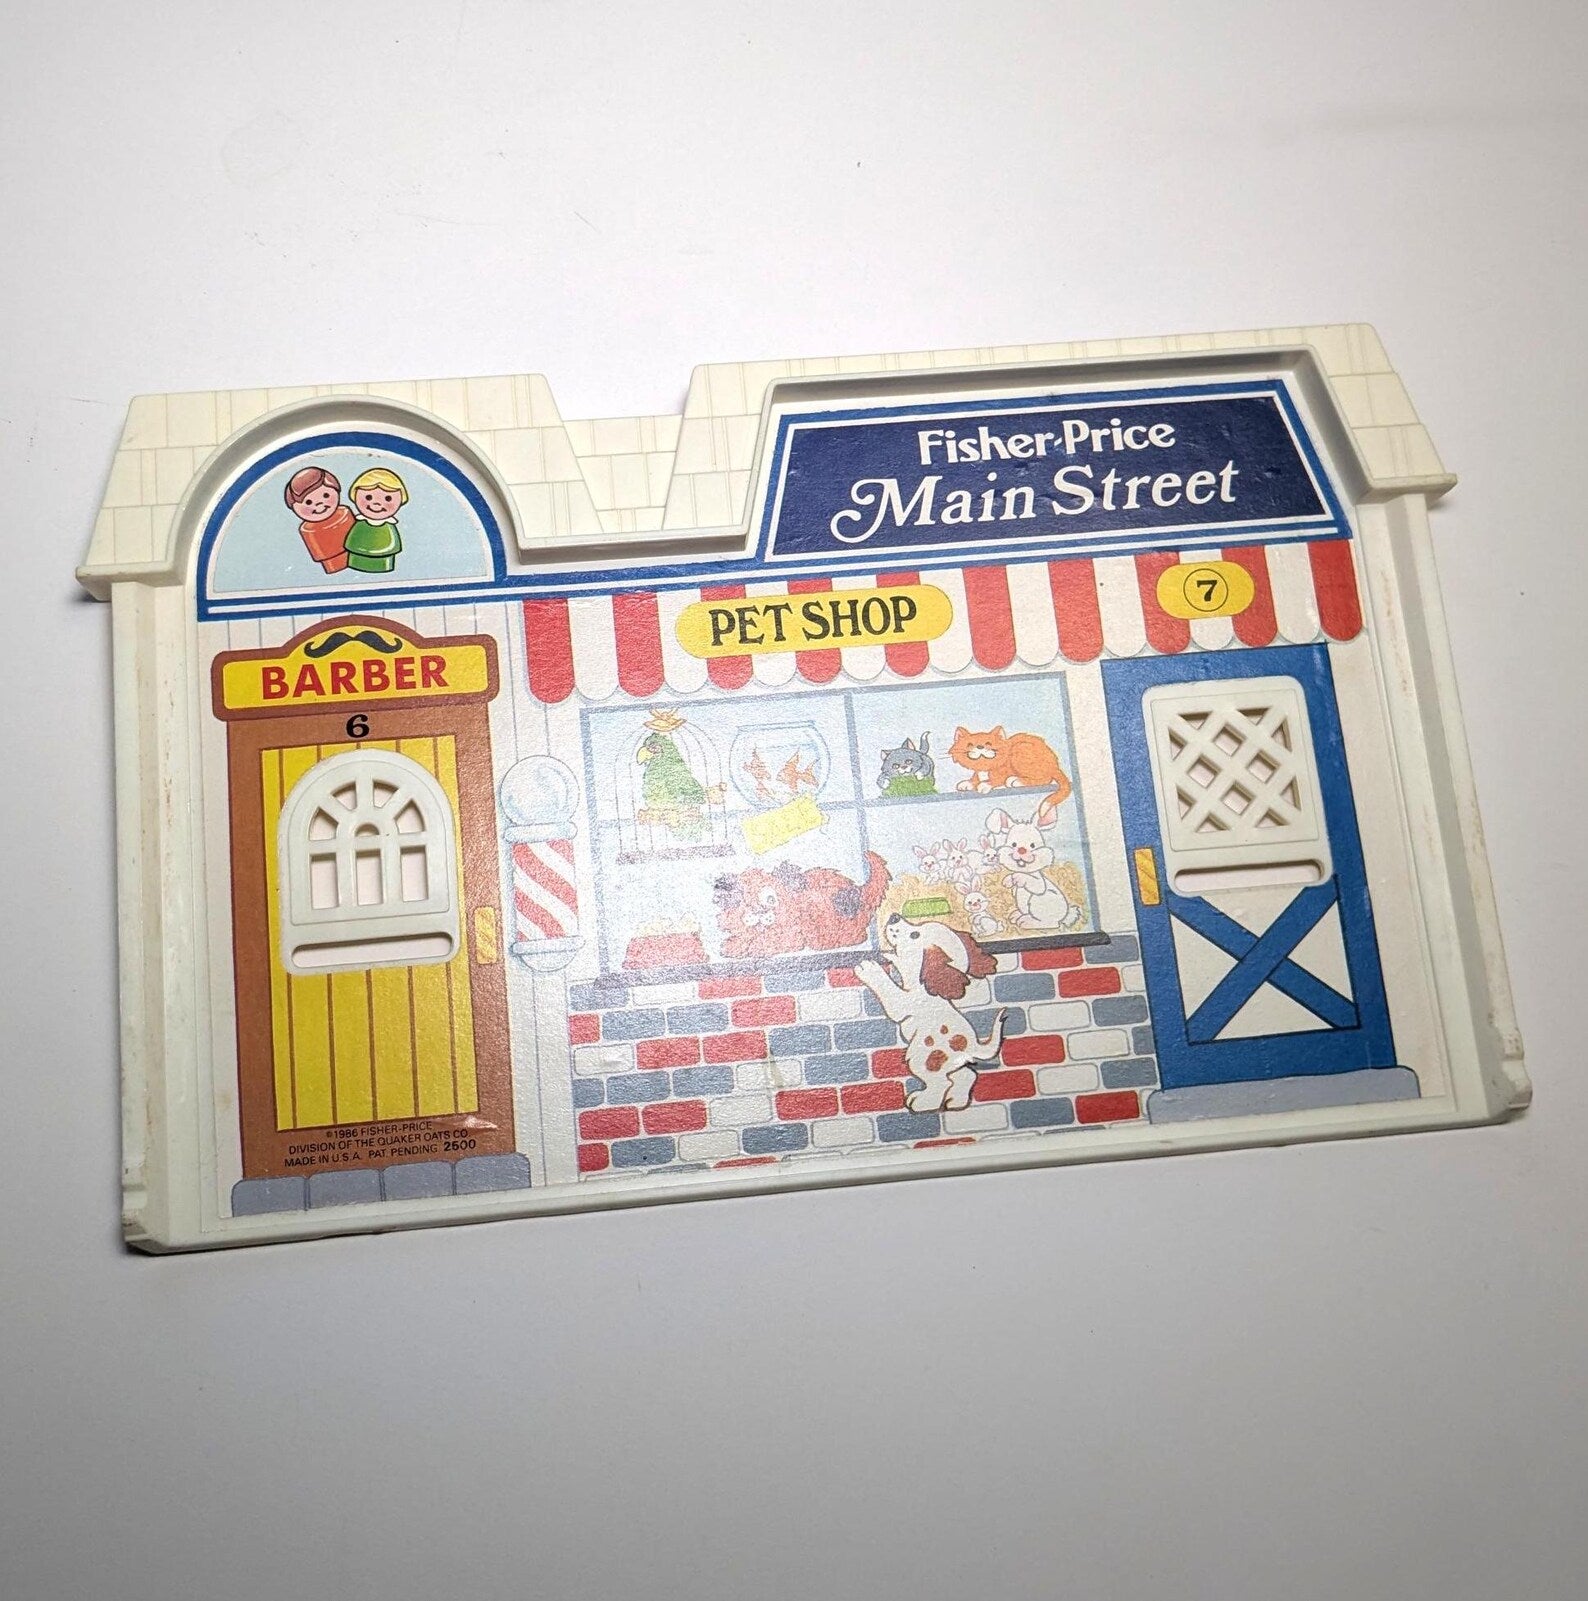 Fisher-Price
Main Street
PET SHOP
7
BARBER
6
SALE
©1986 FISHER-PRICE
DIVISION OF THE QUAKER OATS CO.
MADE IN U.S.A. PAT. PENDING 2500